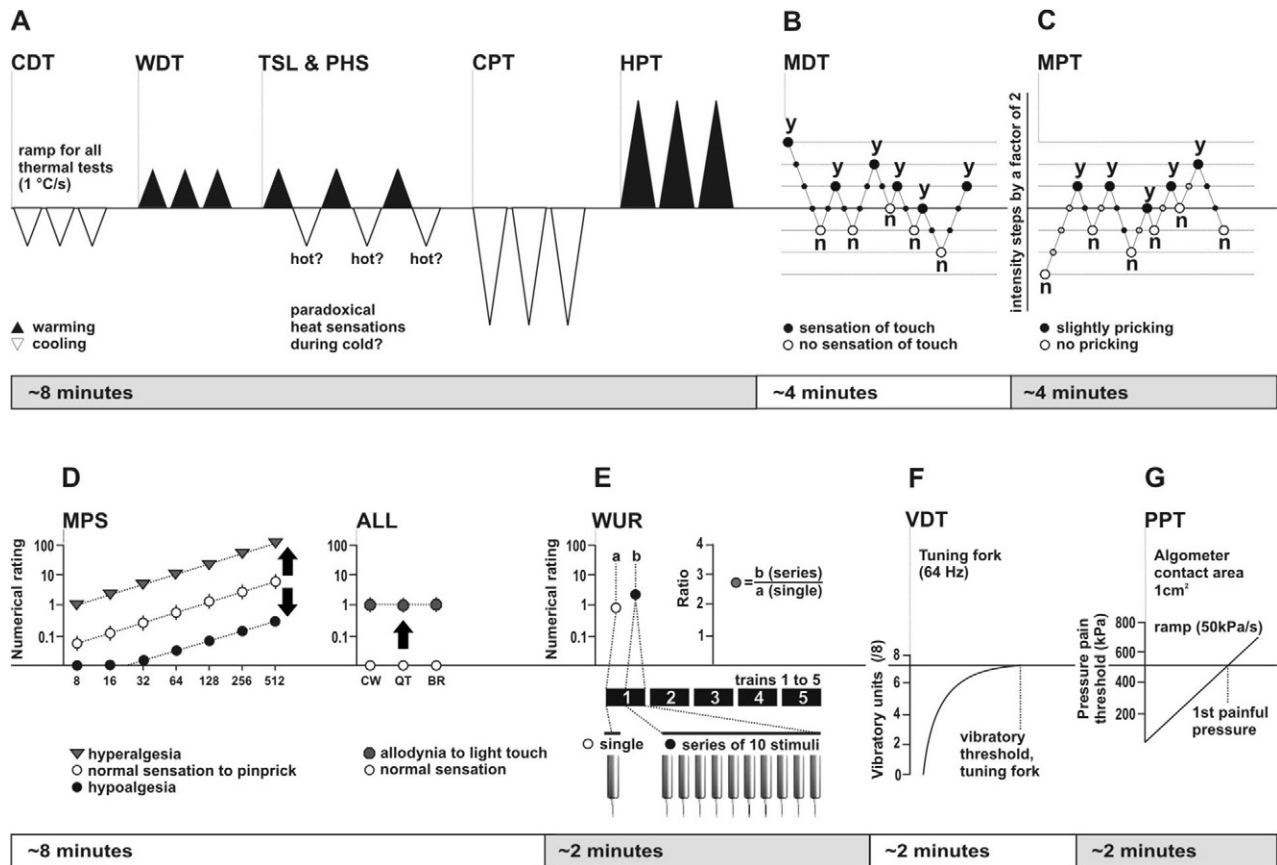 A
B
C
CDT
WDT
TSL & PHS
CPT
HPT
MDT
MPT
ramp for all
thermal tests
(1 °C/s)
hot?
hot?
hot?
paradoxical
heat sensations
during cold?
warming
cooling
y
y
y
y
y
y
n
n
n
n
n
sensation of touch
no sensation of touch
intensity steps by a factor of 2
y
y
y
y
y
n
n
n
n
n
n
slightly pricking
no pricking
~8 minutes
~4 minutes
~4 minutes
D
E
F
G
MPS
Numerical rating
100
10
1
0.1
8 16 32 64 128 256 512
hyperalgesia
normal sensation to pinprick
hypoalgesia
ALL
100
10
1
0.1
CW QT BR
allodynia to light touch
normal sensation
WUR
Numerical rating
100
10
1
0.1
a b
Ratio
4
3
2
1
= b (series)
a (single)
trains 1 to 5
1 2 3 4 5
single
series of 10 stimuli
VDT
Tuning fork
(64 Hz)
Vibratory units (/8)
8
6
4
2
0
vibratory
threshold,
tuning fork
PPT
Algometer
contact area
1cm²
ramp (50kPa/s)
Pressure pain
threshold (kPa)
800
600
400
200
1st painful
pressure
~8 minutes
~2 minutes
~2 minutes
~2 minutes